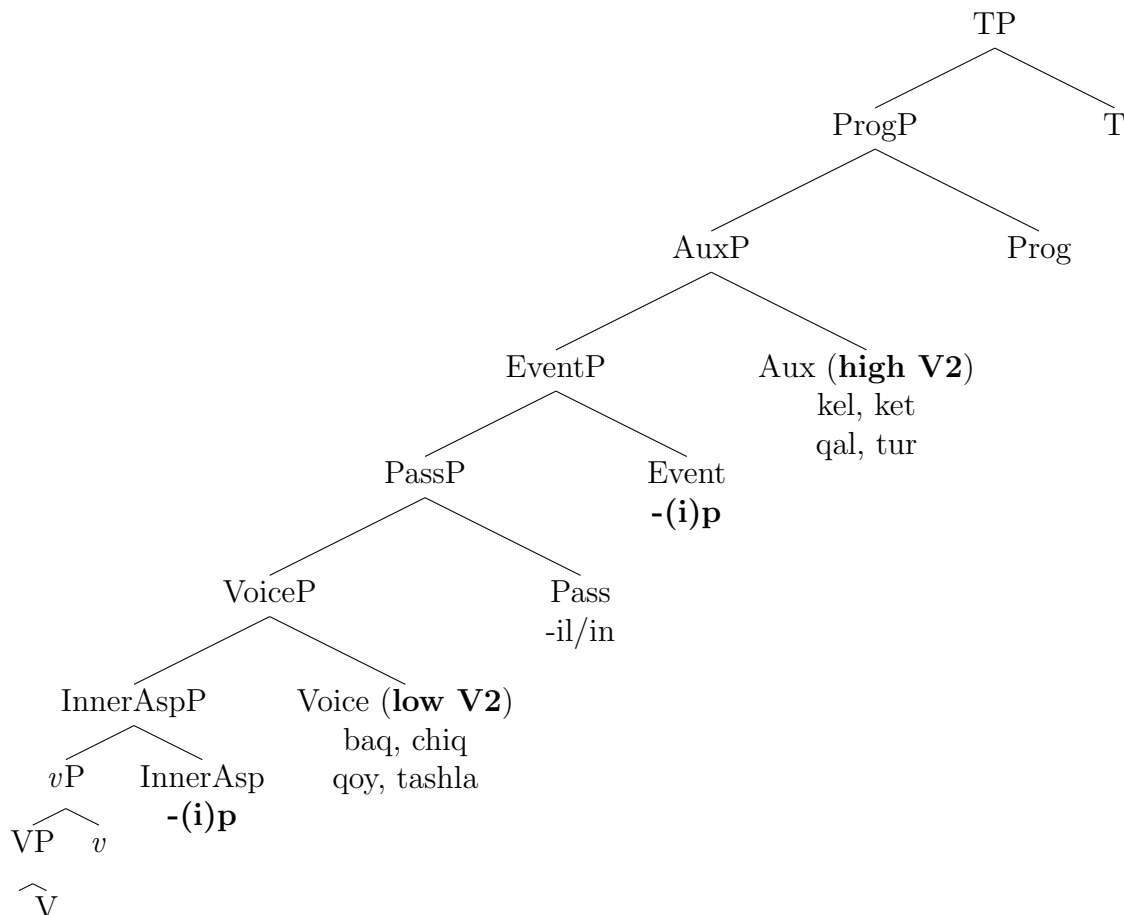 TP
ProgP T
AuxP Prog
EventP Aux (high V2)
kel, ket
qal, tur
PassP Event
-(i)p
VoiceP Pass
-il/in
InnerAspP Voice (low V2)
baq, chiq
qoy, tashla
vP InnerAsp
-(i)p
VP v
V